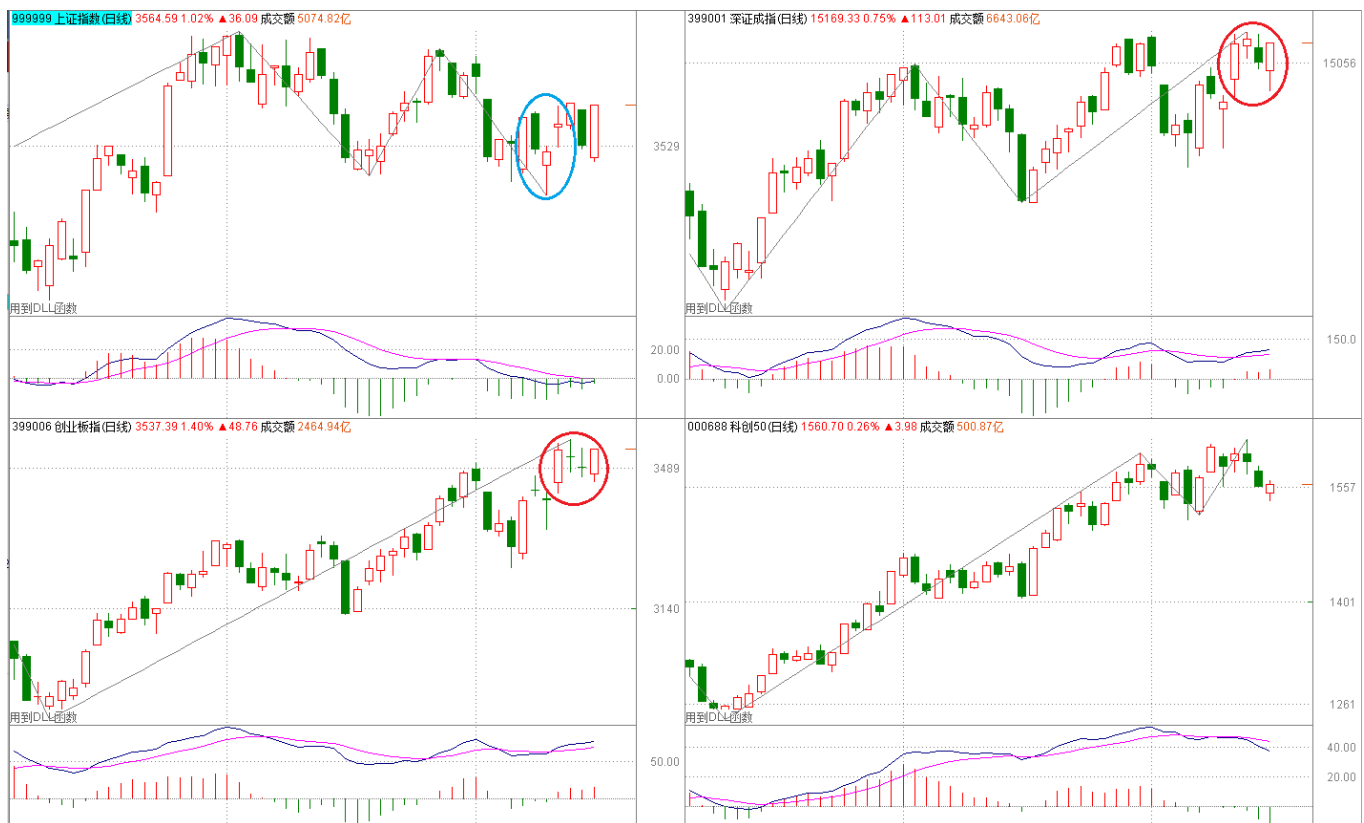 999999 上证指数(日线) 3564.59 1.02% ▲36.09 成交额 5074.82亿
3529
用到DLL函数
20.00
0.00
399001 深证成指(日线) 15169.33 0.75% ▲113.01 成交额 6643.06亿
15056
用到DLL函数
150.0
399006 创业板指(日线) 3537.39 1.40% ▲48.76 成交额 2464.94亿
3489
3140
用到DLL函数
50.00
000688 科创50(日线) 1560.70 0.26% ▲3.98 成交额 500.87亿
1557
1401
1261
用到DLL函数
40.00
20.00